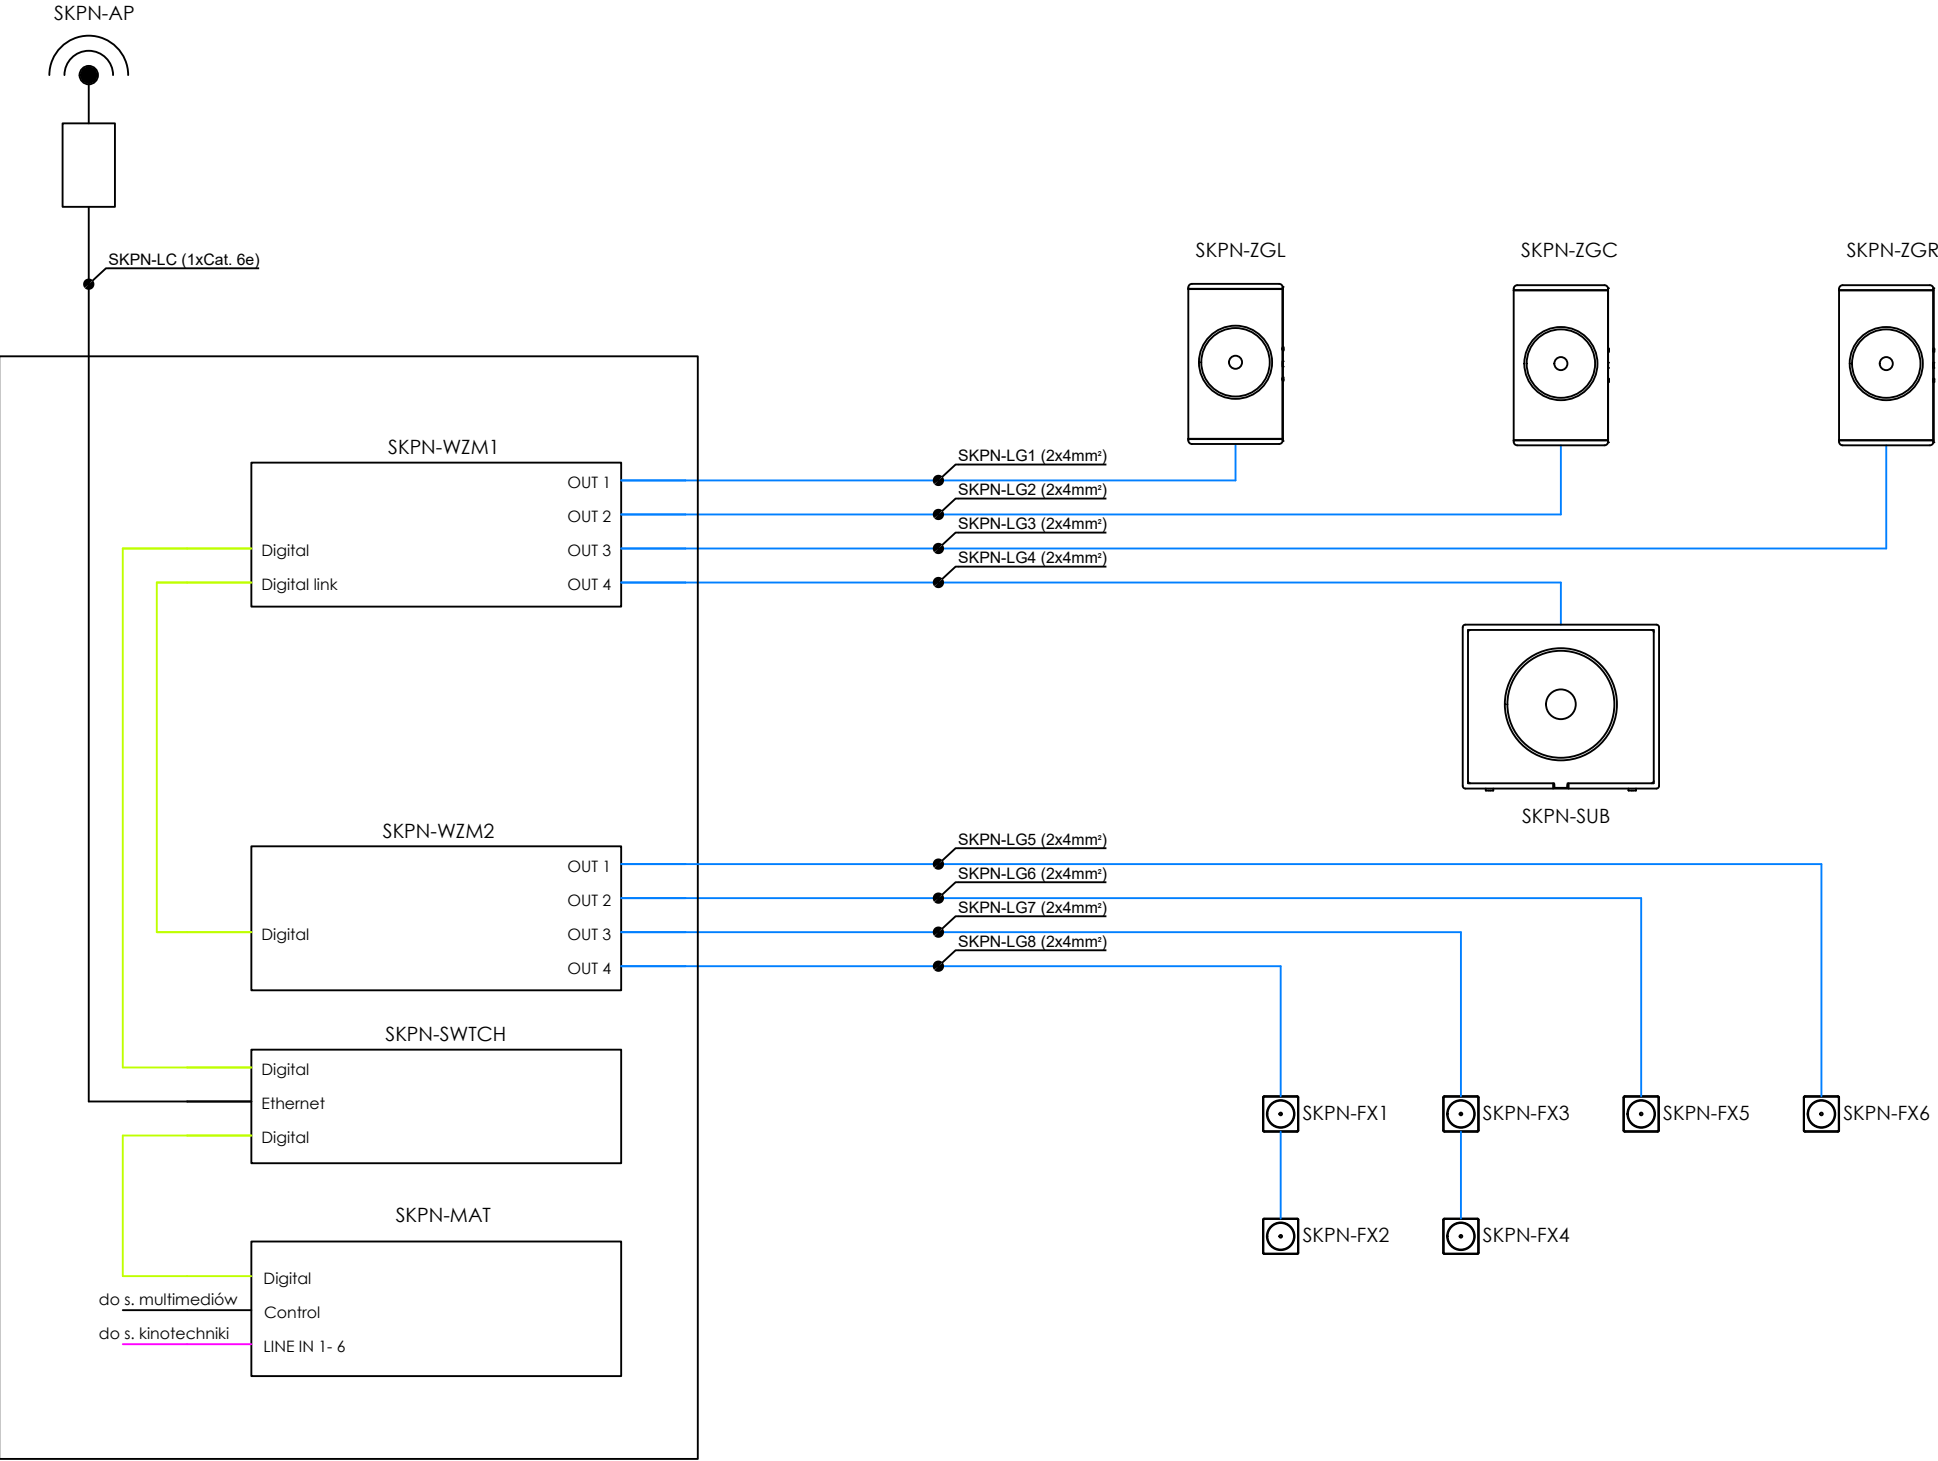 SKPN-AP
SKPN-LC (1xCat. 6e)
SKPN-ZGL
SKPN-ZGC
SKPN-ZGR
SKPN-WZM1
OUT 1
OUT 2
Digital
OUT 3
Digital link
OUT 4
SKPN-LG1 (2x4mm²)
SKPN-LG2 (2x4mm²)
SKPN-LG3 (2x4mm²)
SKPN-LG4 (2x4mm²)
SKPN-SUB
SKPN-WZM2
OUT 1
OUT 2
Digital
OUT 3
OUT 4
SKPN-LG5 (2x4mm²)
SKPN-LG6 (2x4mm²)
SKPN-LG7 (2x4mm²)
SKPN-LG8 (2x4mm²)
SKPN-SWTCH
Digital
Ethernet
Digital
SKPN-FX1
SKPN-FX3
SKPN-FX5
SKPN-FX6
SKPN-FX2
SKPN-FX4
SKPN-MAT
Digital
do s. multimediów
Control
do s. kinotechniki
LINE IN 1- 6